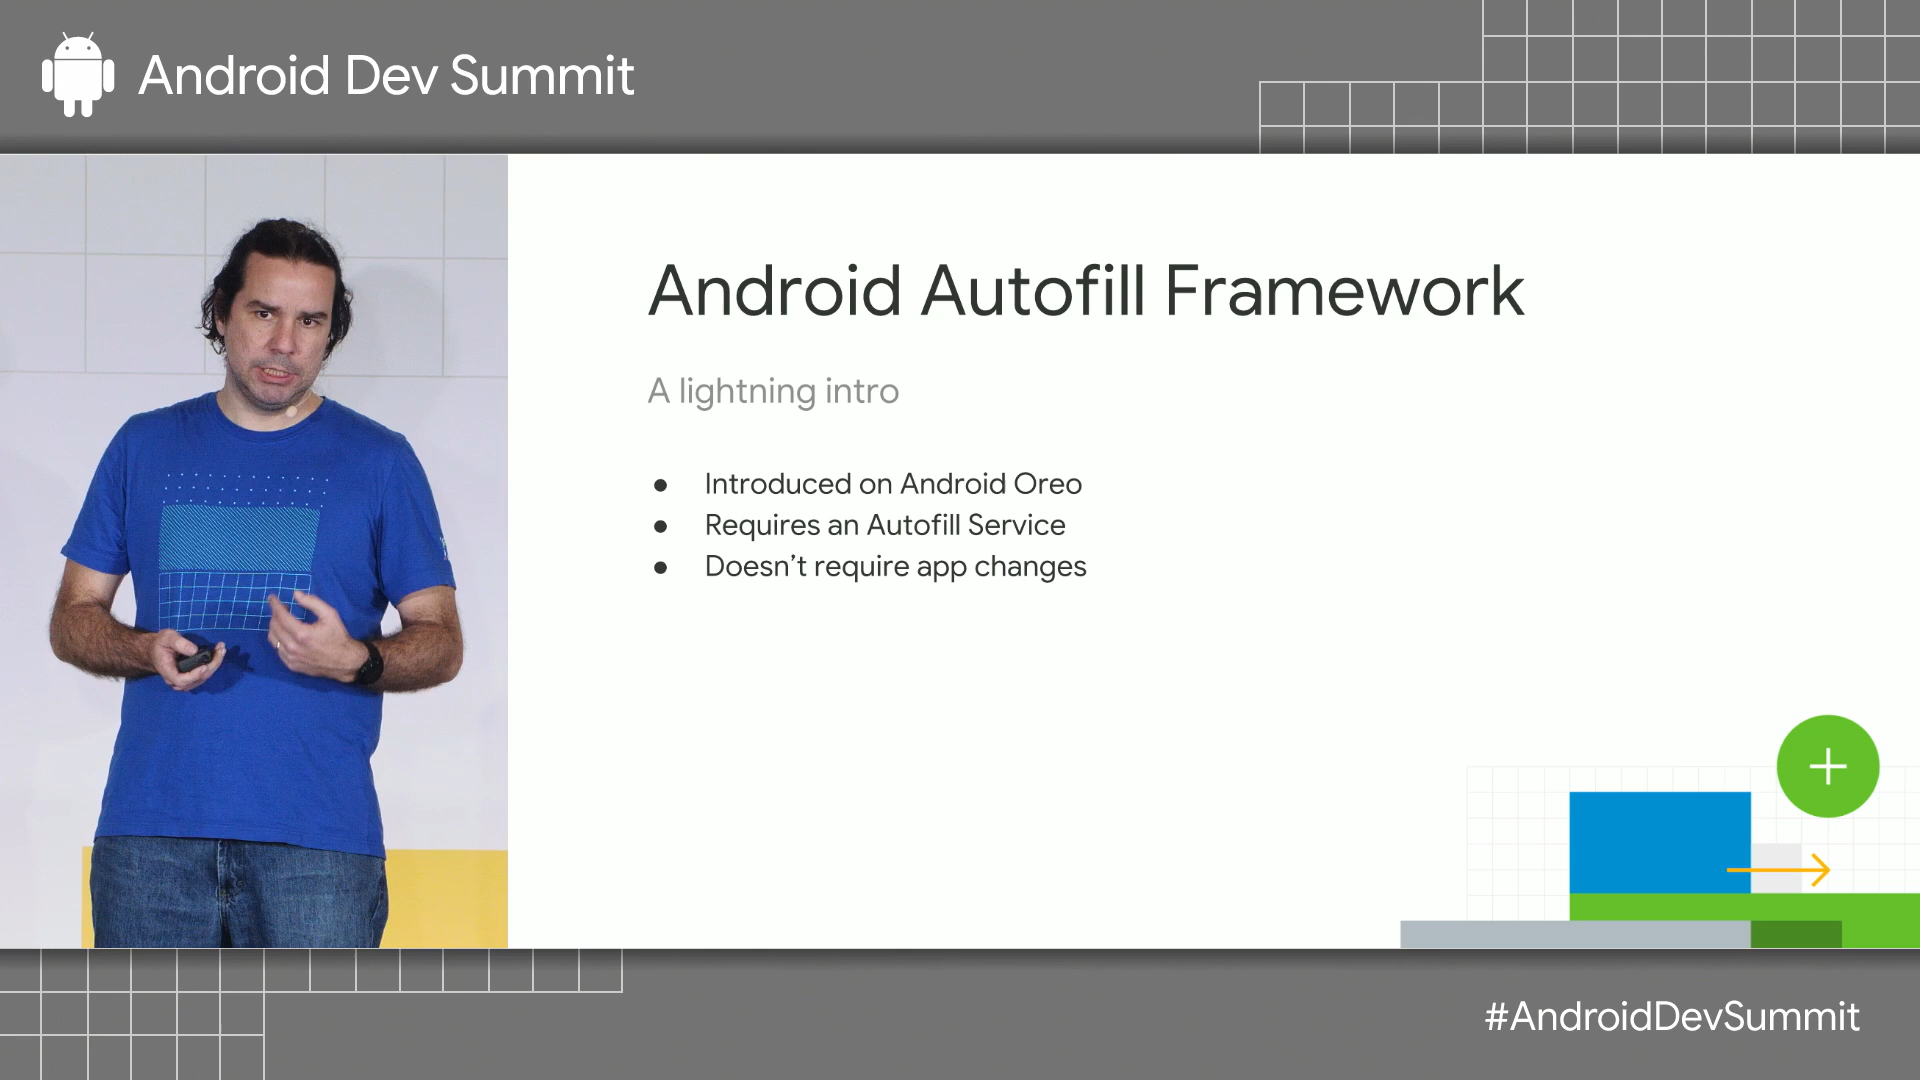 Android Dev Summit
Android Autofill Framework
A lightning intro
● Introduced on Android Oreo
● Requires an Autofill Service
● Doesn’t require app changes
#AndroidDevSummit